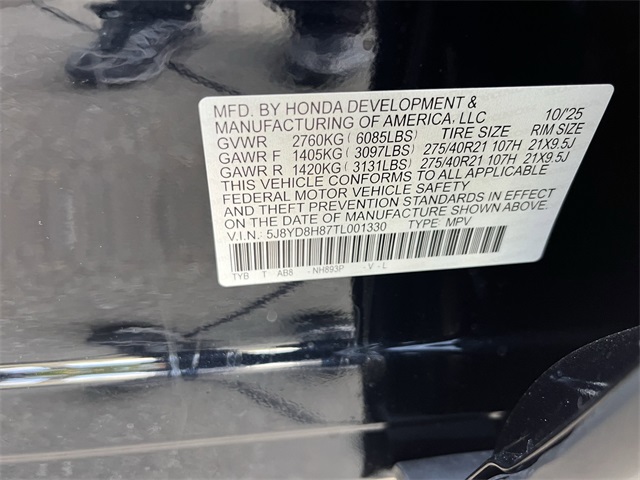 MFD. BY HONDA DEVELOPMENT & MANUFACTURING OF AMERICA, LLC 10/25
GVWR 2760KG (6085LBS) TIRE SIZE RIM SIZE
GAWR F 1405KG (3097LBS) 275/40R21 107H 21X9.5J
GAWR R 1420KG (3131LBS) 275/40R21 107H 21X9.5J
THIS VEHICLE CONFORMS TO ALL APPLICABLE
FEDERAL MOTOR VEHICLE SAFETY
AND THEFT PREVENTION STANDARDS IN EFFECT
ON THE DATE OF MANUFACTURE SHOWN ABOVE.
V.I.N.: 5J8YD8H87TL001330 TYPE: MPV
TYB T AB8 - NH893P - V - L